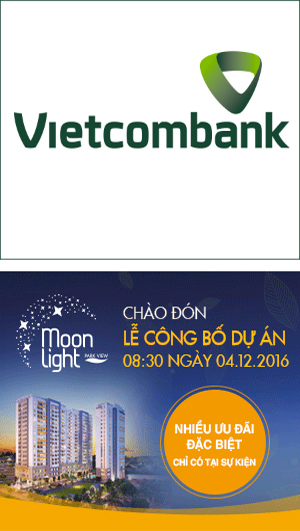 Vietcombank
Moon
light
PARK VIEW
CHÀO ĐÓN
LỄ CÔNG BỐ DỰ ÁN
08:30 NGÀY 04.12.2016
NHIỀU ƯU ĐÃI
ĐẶC BIỆT
CHỈ CÓ TẠI SỰ KIỆN